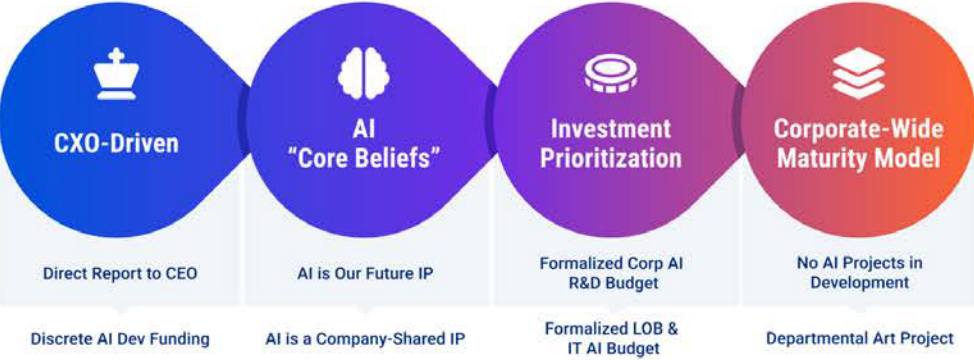 CXO-Driven
AI
“Core Beliefs”
Investment
Prioritization
Corporate-Wide
Maturity Model
Direct Report to CEO
AI is Our Future IP
Formalized Corp AI
R&D Budget
No AI Projects in
Development
Discrete AI Dev Funding
AI is a Company-Shared IP
Formalized LOB &
IT AI Budget
Departmental Art Project